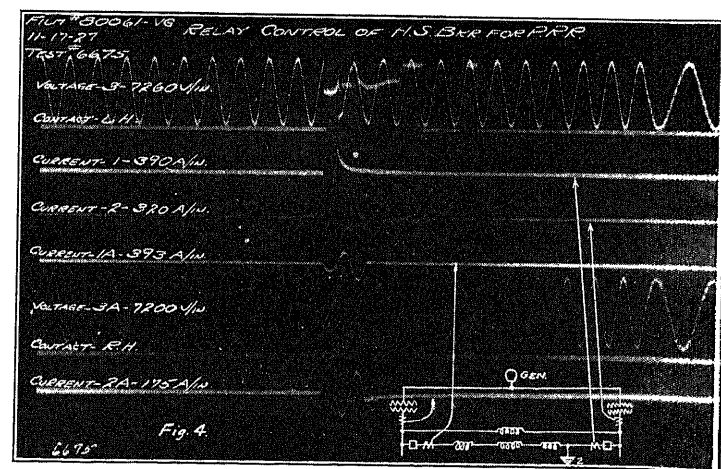 FILM #80061-VG
11-17-27
RELAY CONTROL OF H.S. BKR FOR P.R.R.
TEST #6675
VOLTAGE-3-7260 V/IN.
CONTACT-L.H.
CURRENT-1-390 A/IN.
CURRENT-2-320 A/IN.
CURRENT-1A-393 A/IN.
VOLTAGE-3A-7200 V/IN
CONTACT-R.H.
GEN.
CURRENT-2A-175 A/IN
Fig. 4.
2
6675